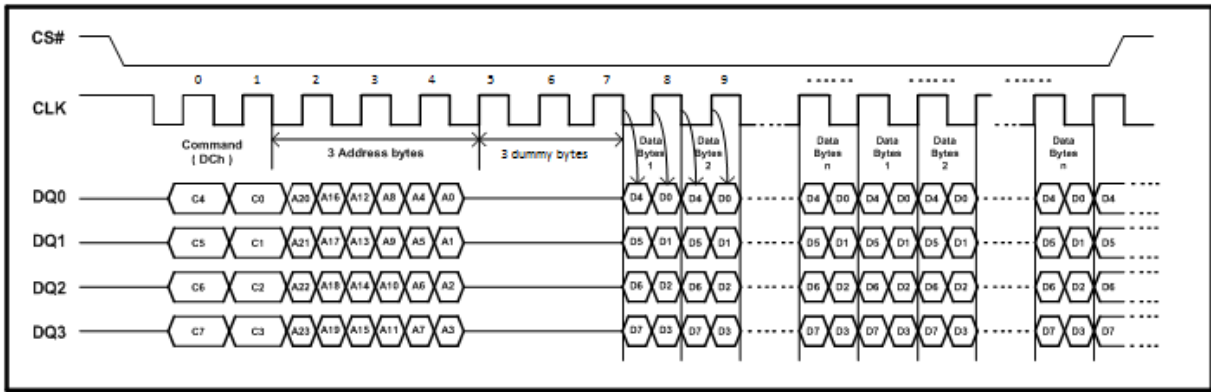 CS#
0 1 2 3 4 5 6 7 8 9
CLK
Command
( DCh )
3 Address bytes
3 dummy bytes
Data
Bytes
1
Data
Bytes
2
Data
Bytes
n
Data
Bytes
1
Data
Bytes
2
Data
Bytes
n
DQ0 C4 C0 A20 A16 A12 A8 A4 A0 D4 D0 D4 D0 D4 D0 D4 D0 D4 D0 D4 D0 D4
DQ1 C5 C1 A21 A17 A13 A9 A5 A1 D5 D1 D5 D1 D5 D1 D5 D1 D5 D1 D5 D1 D5
DQ2 C6 C2 A22 A18 A14 A10 A6 A2 D6 D2 D6 D2 D6 D2 D6 D2 D6 D2 D6 D2 D6
DQ3 C7 C3 A23 A19 A15 A11 A7 A3 D7 D3 D7 D3 D7 D3 D7 D3 D7 D3 D7 D3 D7